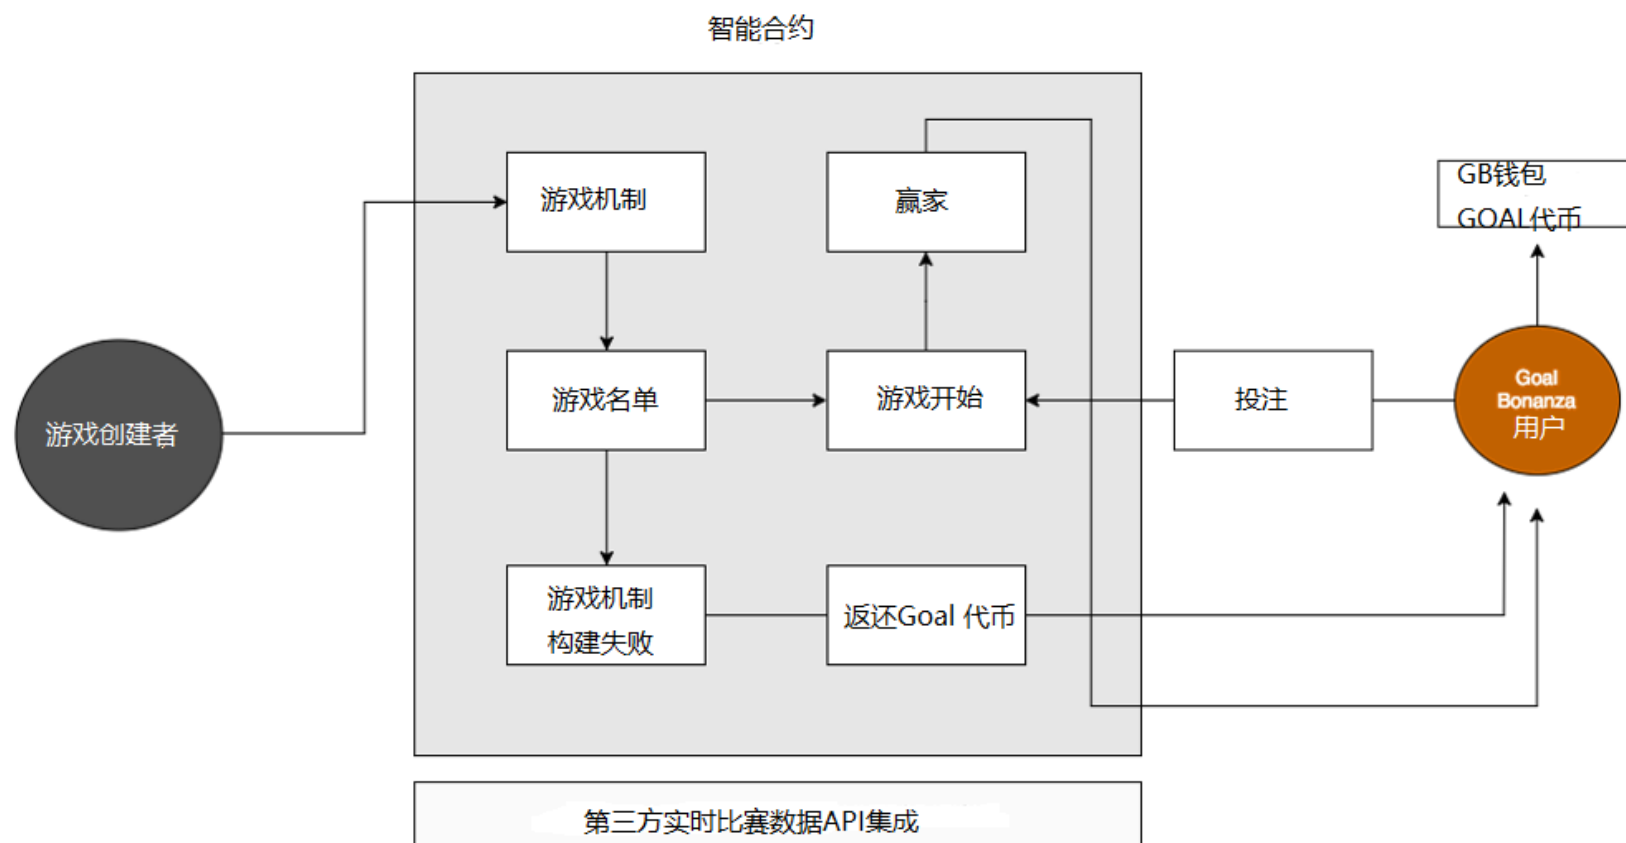 智能合约
游戏机制
赢家
GB钱包
GOAL代币
游戏创建者
游戏名单
游戏开始
投注
Goal
Bonanza
用户
游戏机制
构建失败
返还Goal 代币
第三方实时比赛数据API集成